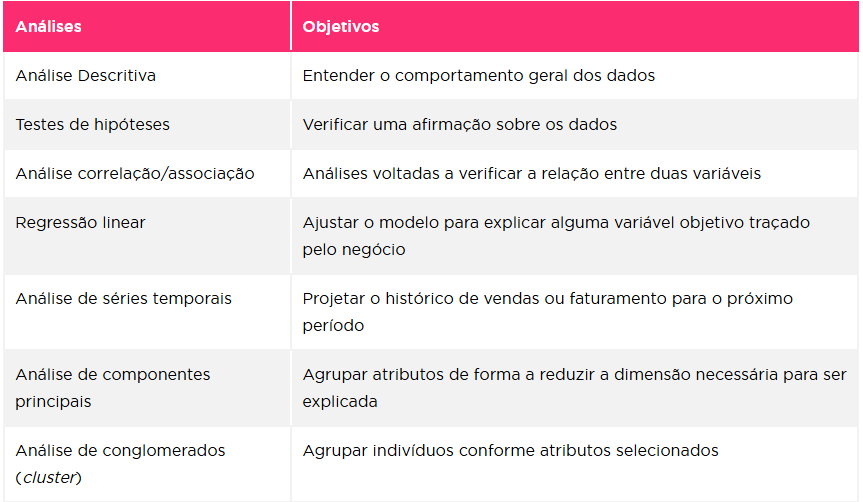 Análises
Objetivos
Análise Descritiva
Entender o comportamento geral dos dados
Testes de hipóteses
Verificar uma afirmação sobre os dados
Análise correlação/associação
Análises voltadas a verificar a relação entre duas variáveis
Regressão linear
Ajustar o modelo para explicar alguma variável objetivo traçado
pelo negócio
Análise de séries temporais
Projetar o histórico de vendas ou faturamento para o próximo
período
Análise de componentes
principais
Agrupar atributos de forma a reduzir a dimensão necessária para ser
explicada
Análise de conglomerados
(cluster)
Agrupar indivíduos conforme atributos selecionados